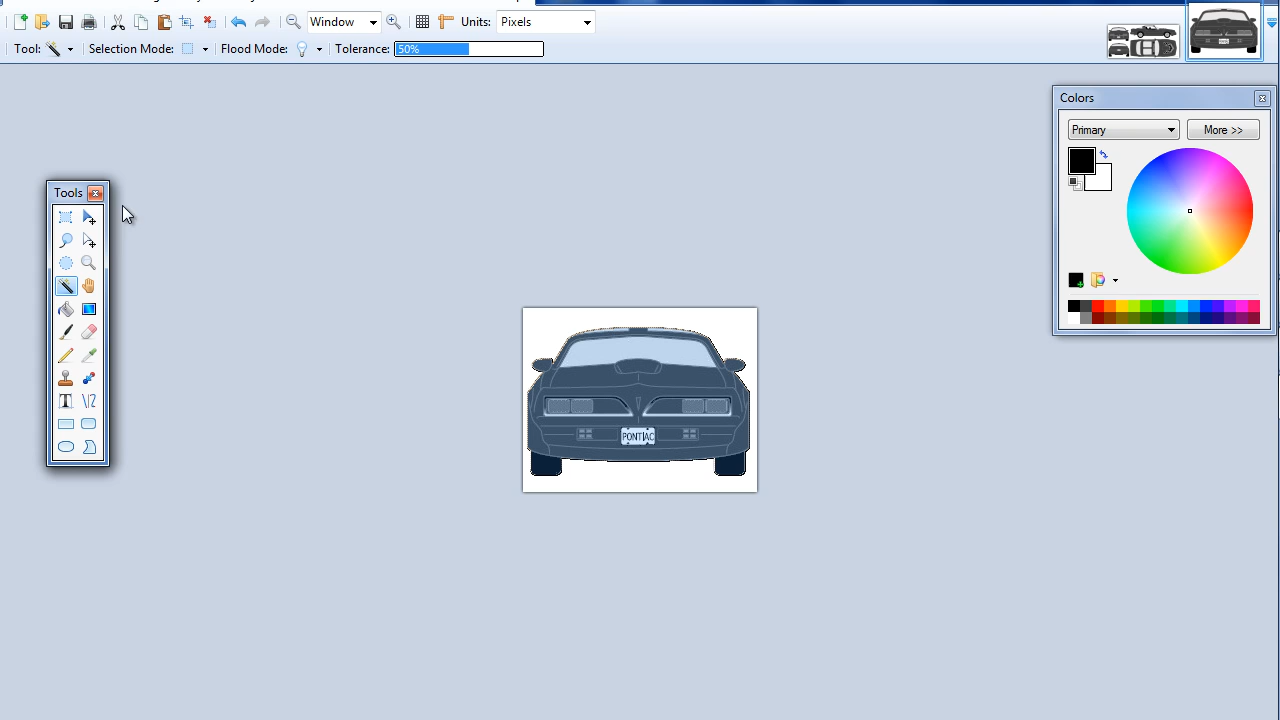 Window
Units:
Pixels
Tool:
Selection Mode:
Flood Mode:
Tolerance:
50%
Tools
Colors
Primary
More >>
PONTIAC